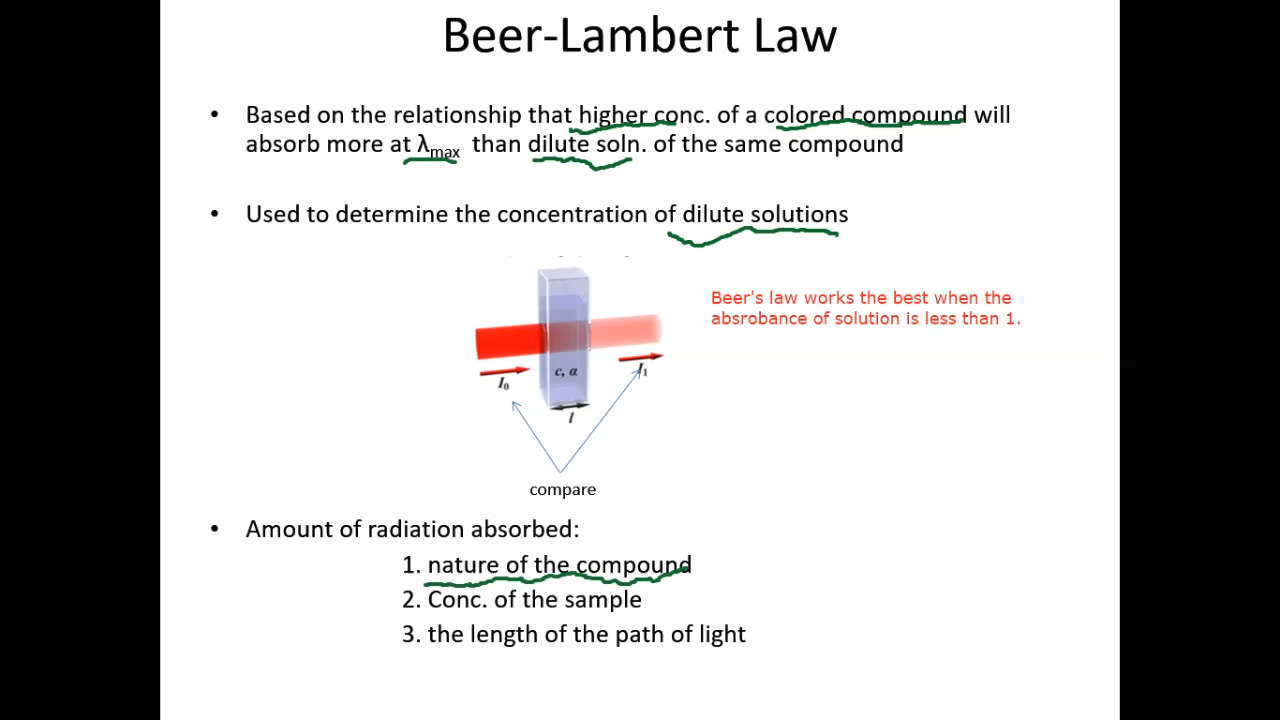 Beer-Lambert Law
• Based on the relationship that higher conc. of a colored compound will
absorb more at λmax than dilute soln. of the same compound
• Used to determine the concentration of dilute solutions
Beer's law works the best when the
absrobance of solution is less than 1.
I₀
c, α
I₁
l
compare
• Amount of radiation absorbed:
1. nature of the compound
2. Conc. of the sample
3. the length of the path of light